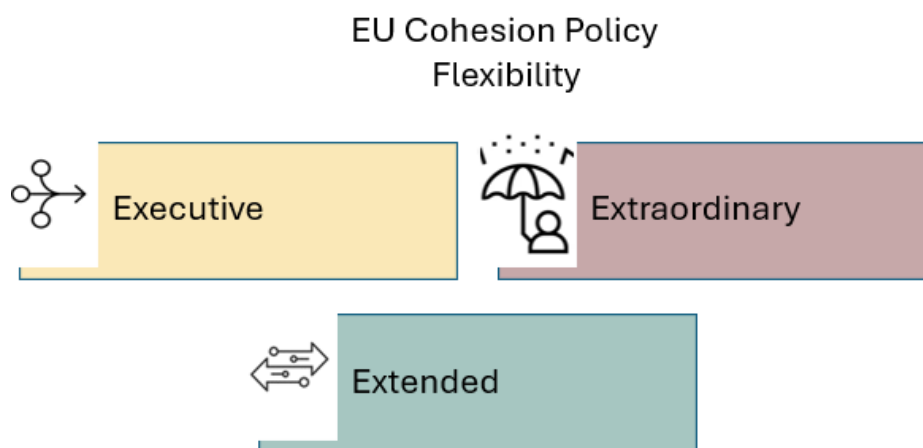 EU Cohesion Policy
Flexibility
Executive
Extraordinary
Extended